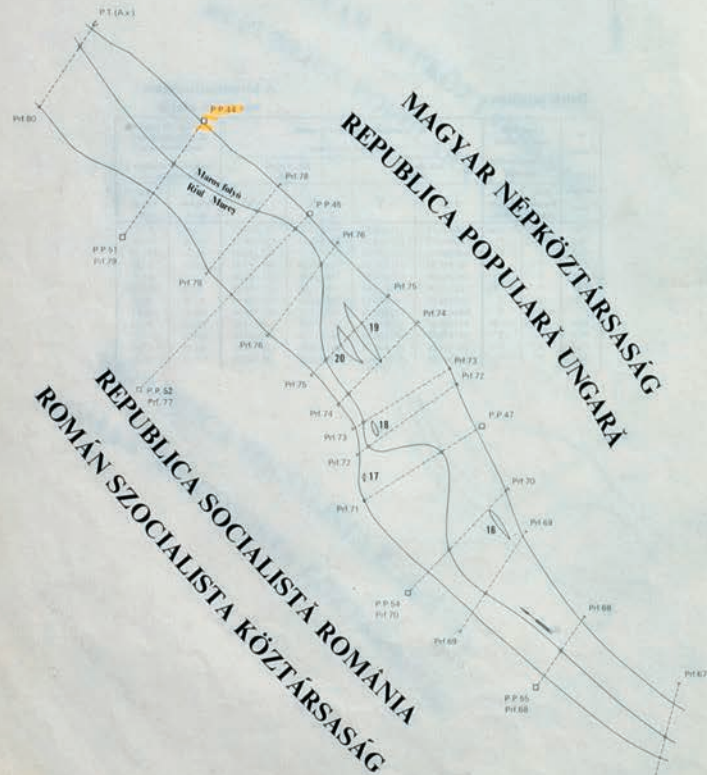 P.T.(Ax)
Prf.80
P.P.44
MAGYAR NÉPKÖZTÁRSASÁG
REPUBLICA POPULARĂ UNGARĂ
Maros folyó
Rîul Mureș
Prf.78
P.P.45
Prf.76
P.P.51
Prf.79
Prf.78
Prf.75
Prf.74
19
20
Prf.76
Prf.75
Prf.73
Prf.72
P.P.52
Prf.77
Prf.74
18
P.P.47
Prf.73
Prf.72
17
Prf.71
Prf.70
16
Prf.69
REPUBLICA SOCIALISTĂ ROMÂNIA
ROMÁN SZOCIALISTA KÖZTÁRSASÁG
P.P.54
Prf.70
Prf.69
Prf.68
P.P.55
Prf.68
Prf.67